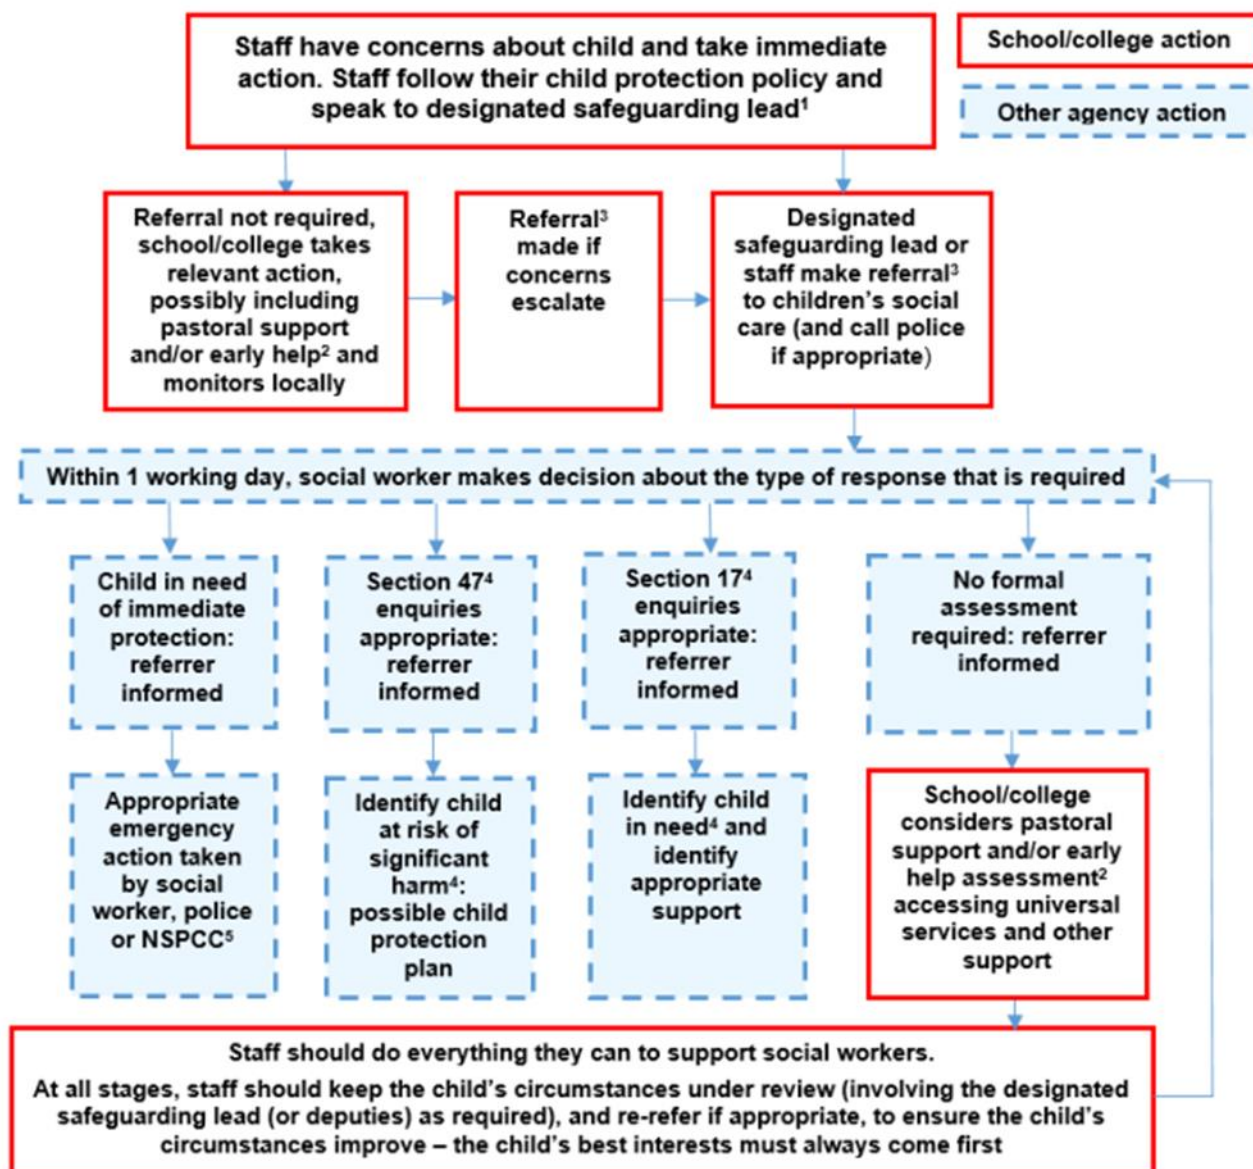 Staff have concerns about child and take immediate
action. Staff follow their child protection policy and
speak to designated safeguarding lead¹
School/college action
Other agency action
Referral not required,
school/college takes
relevant action,
possibly including
pastoral support
and/or early help² and
monitors locally
Referral³
made if
concerns
escalate
Designated
safeguarding lead or
staff make referral³
to children’s social
care (and call police
if appropriate)
Within 1 working day, social worker makes decision about the type of response that is required
Child in need
of immediate
protection:
referrer
informed
Section 47⁴
enquiries
appropriate:
referrer
informed
Section 17⁴
enquiries
appropriate:
referrer
informed
No formal
assessment
required: referrer
informed
Appropriate
emergency
action taken
by social
worker, police
or NSPCC⁵
Identify child
at risk of
significant
harm⁴:
possible child
protection
plan
Identify child
in need⁴ and
identify
appropriate
support
School/college
considers pastoral
support and/or early
help assessment²
accessing universal
services and other
support
Staff should do everything they can to support social workers.
At all stages, staff should keep the child’s circumstances under review (involving the designated
safeguarding lead (or deputies) as required), and re-refer if appropriate, to ensure the child’s
circumstances improve – the child’s best interests must always come first